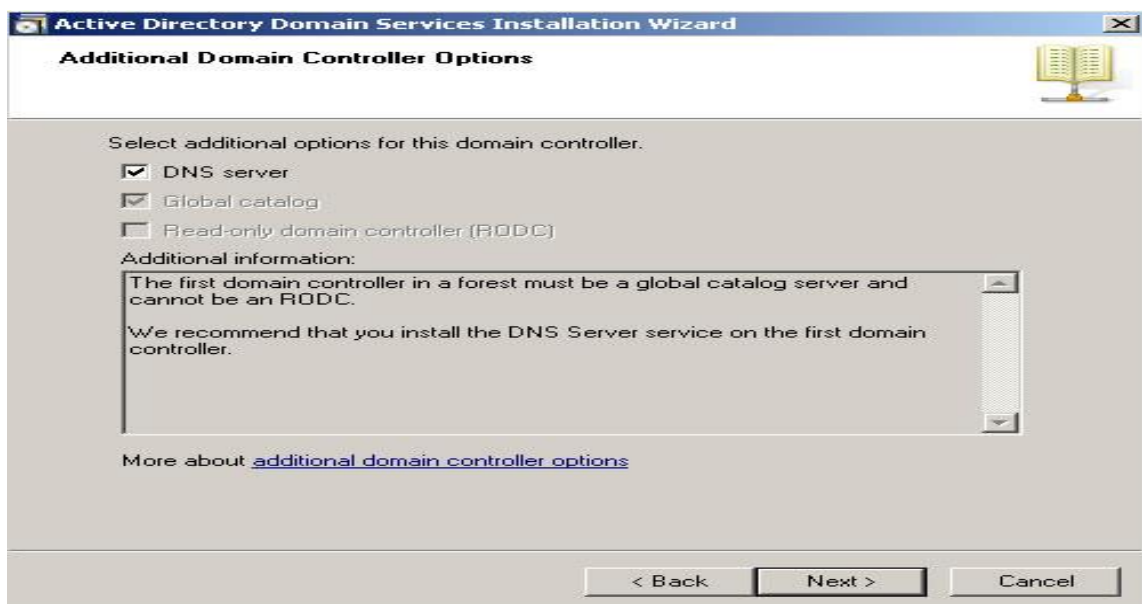 Active Directory Domain Services Installation Wizard
Additional Domain Controller Options
Select additional options for this domain controller.
DNS server
Global catalog
Read-only domain controller (RODC)
Additional information:
The first domain controller in a forest must be a global catalog server and
cannot be an RODC.
We recommend that you install the DNS Server service on the first domain
controller.
More about additional domain controller options
< Back Next > Cancel